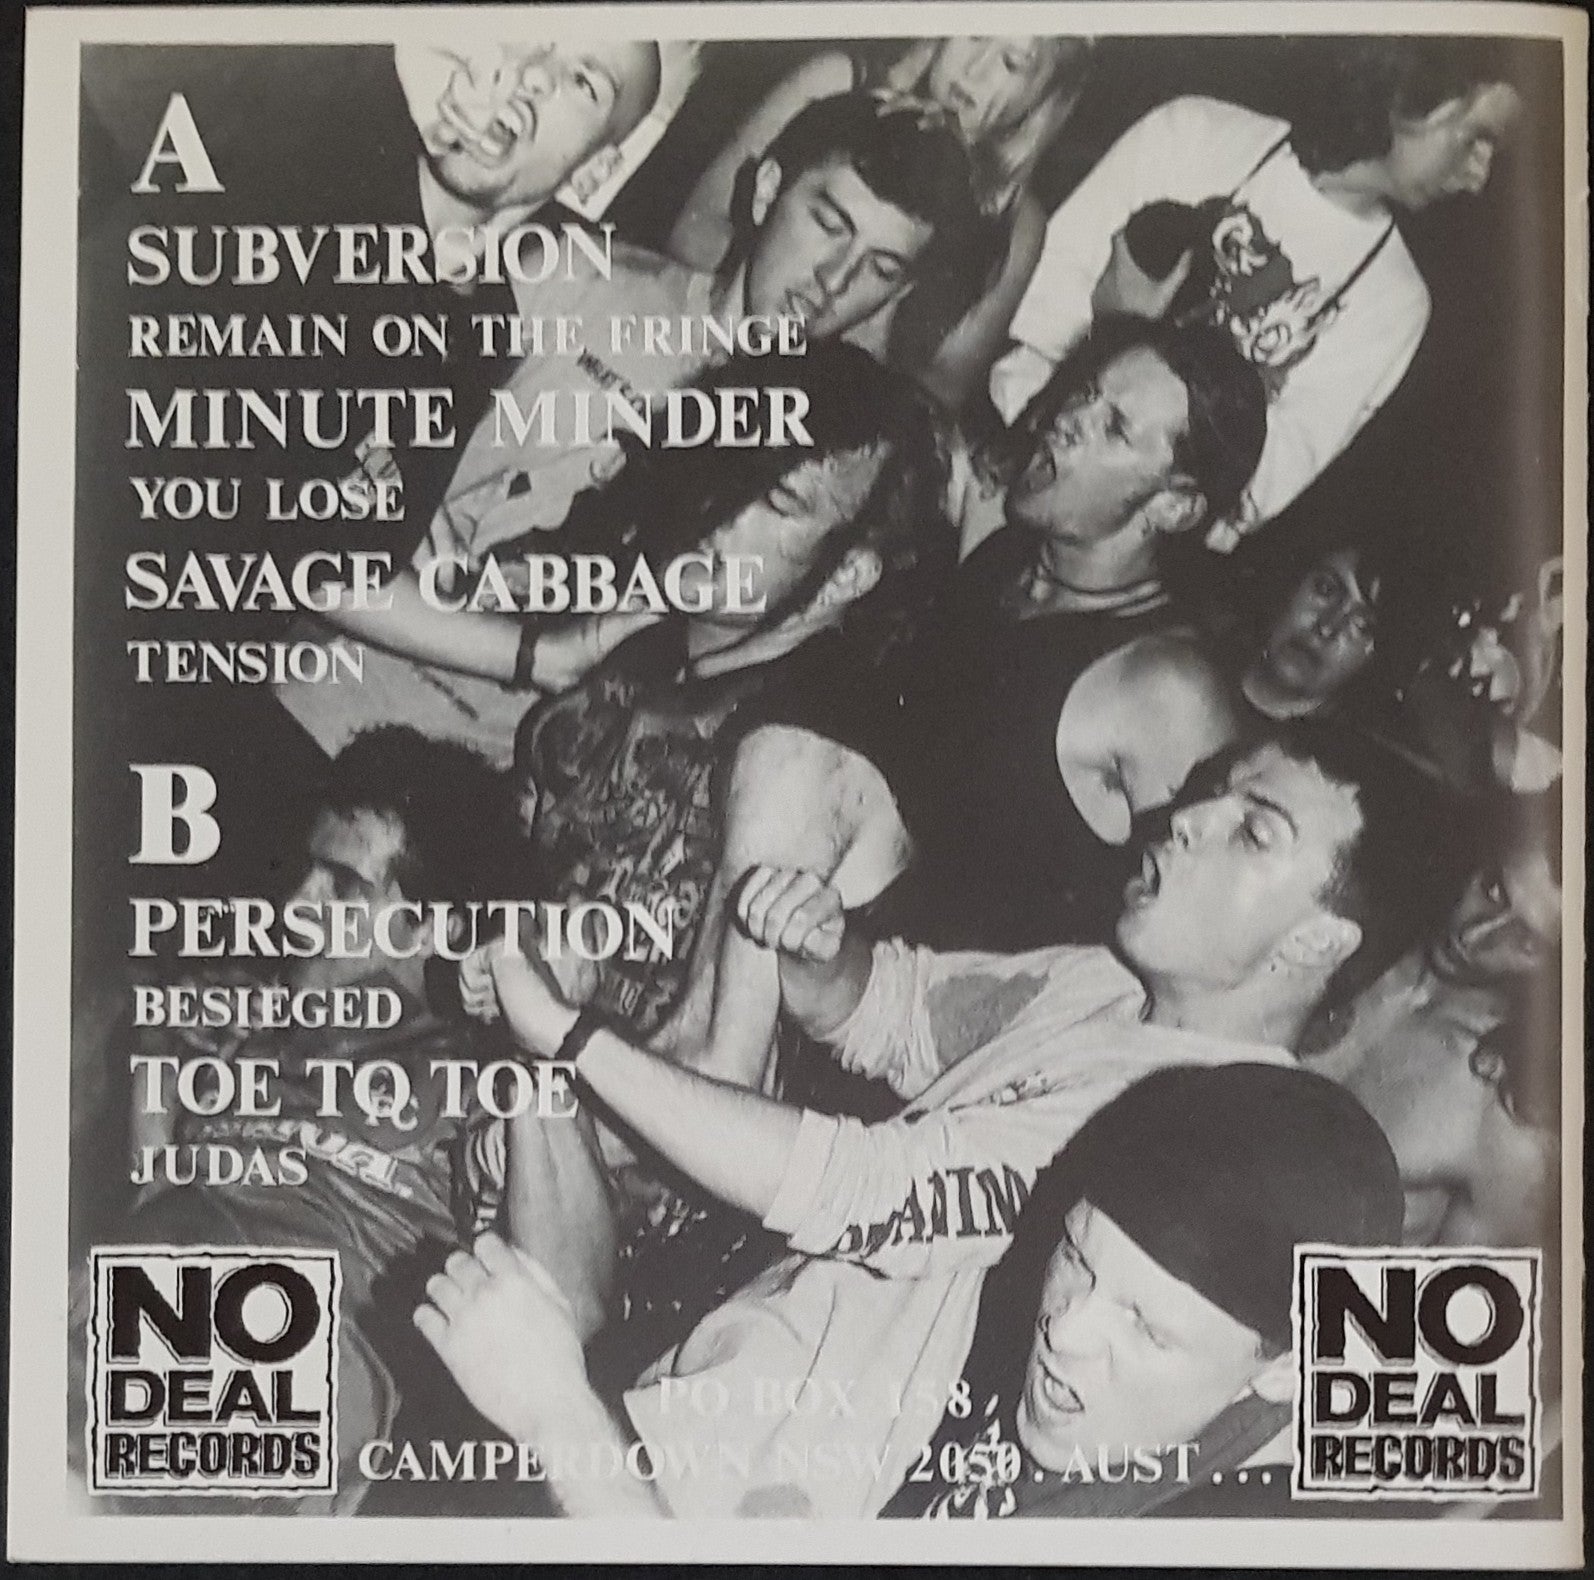 A
SUBVERSION
REMAIN ON THE FRINGE
MINUTE MINDER
YOU LOSE
SAVAGE CABBAGE
TENSION
B
PERSECUTION
BESIEGED
TOE TO TOE
JUDAS
NO
DEAL
RECORDS
PO BOX
CAMPERDOWN NSW 2050 . AUST ...
NO
DEAL
RECORDS